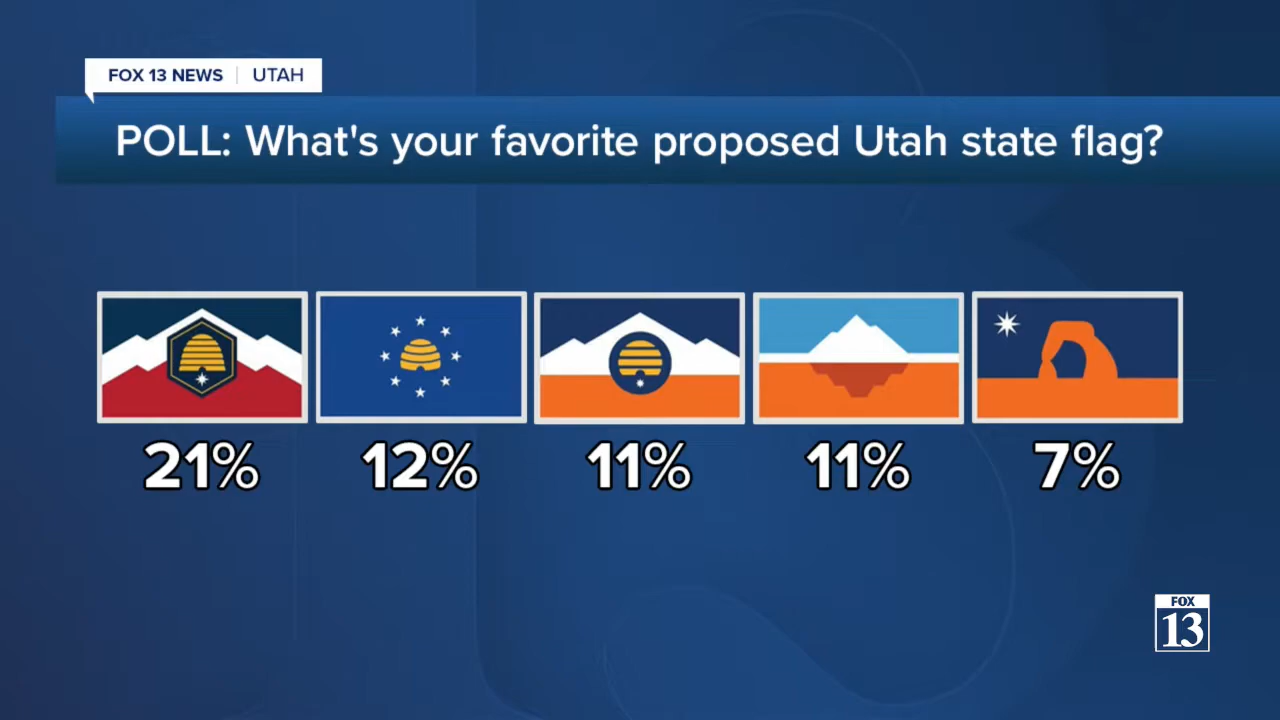 FOX 13 NEWS | UTAH
POLL: What's your favorite proposed Utah state flag?
21% 12% 11% 11% 7%
FOX
13